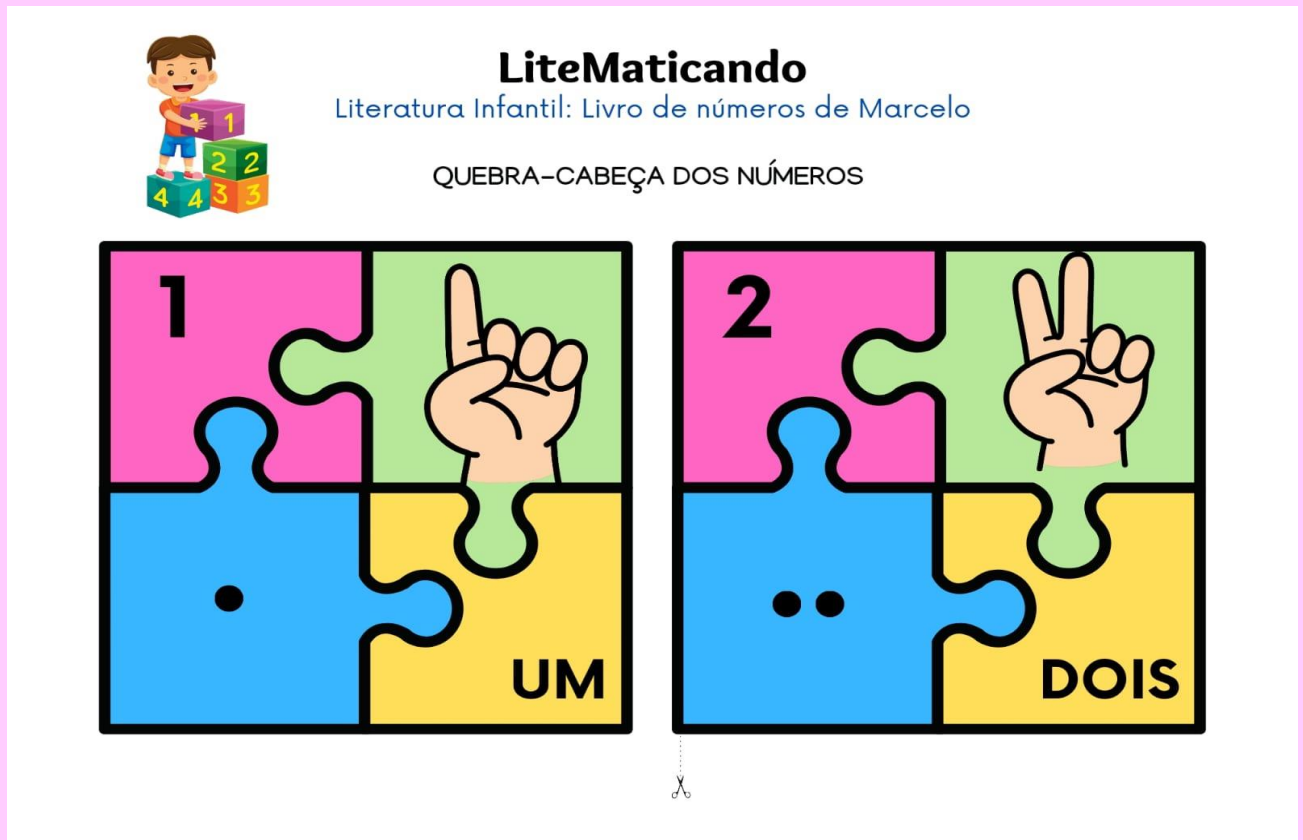 LiteMaticando
Literatura Infantil: Livro de números de Marcelo
QUEBRA-CABEÇA DOS NÚMEROS
1 1
2 2
4 4 3 3
1
2
UM
DOIS